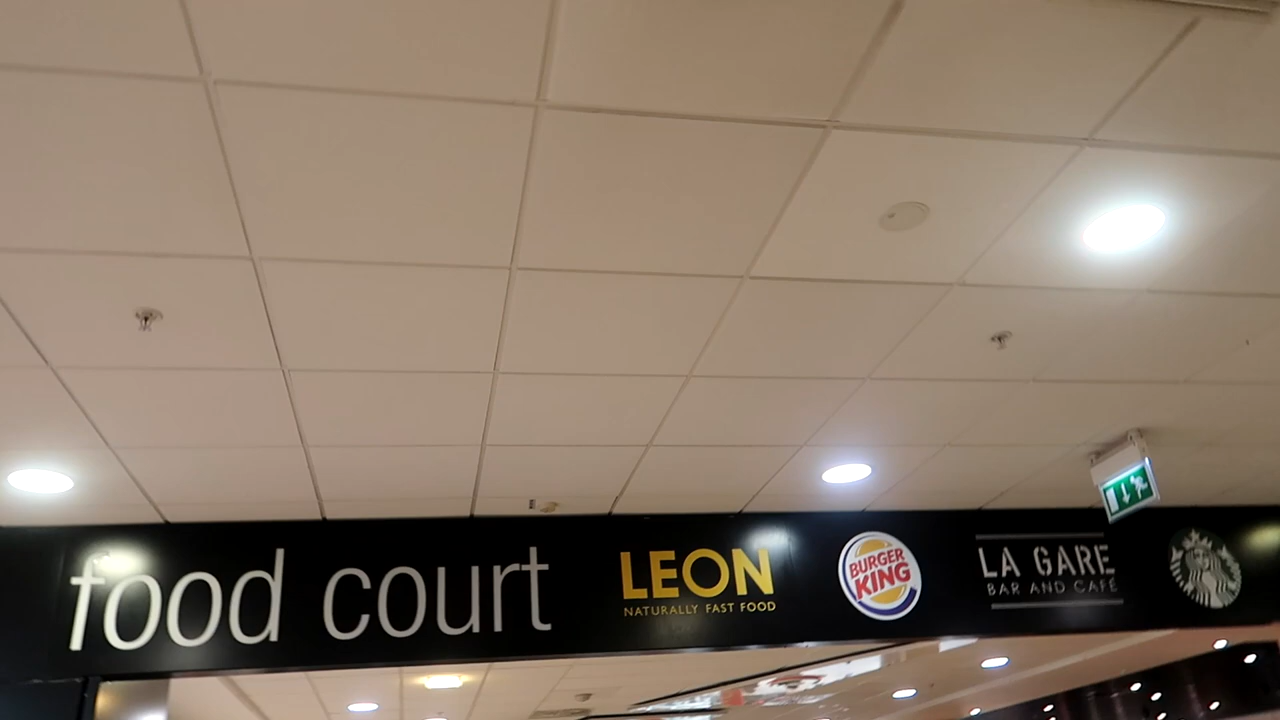 food court
LEON
NATURALLY FAST FOOD
BURGER
KING
LA GARE
BAR AND CAFÉ